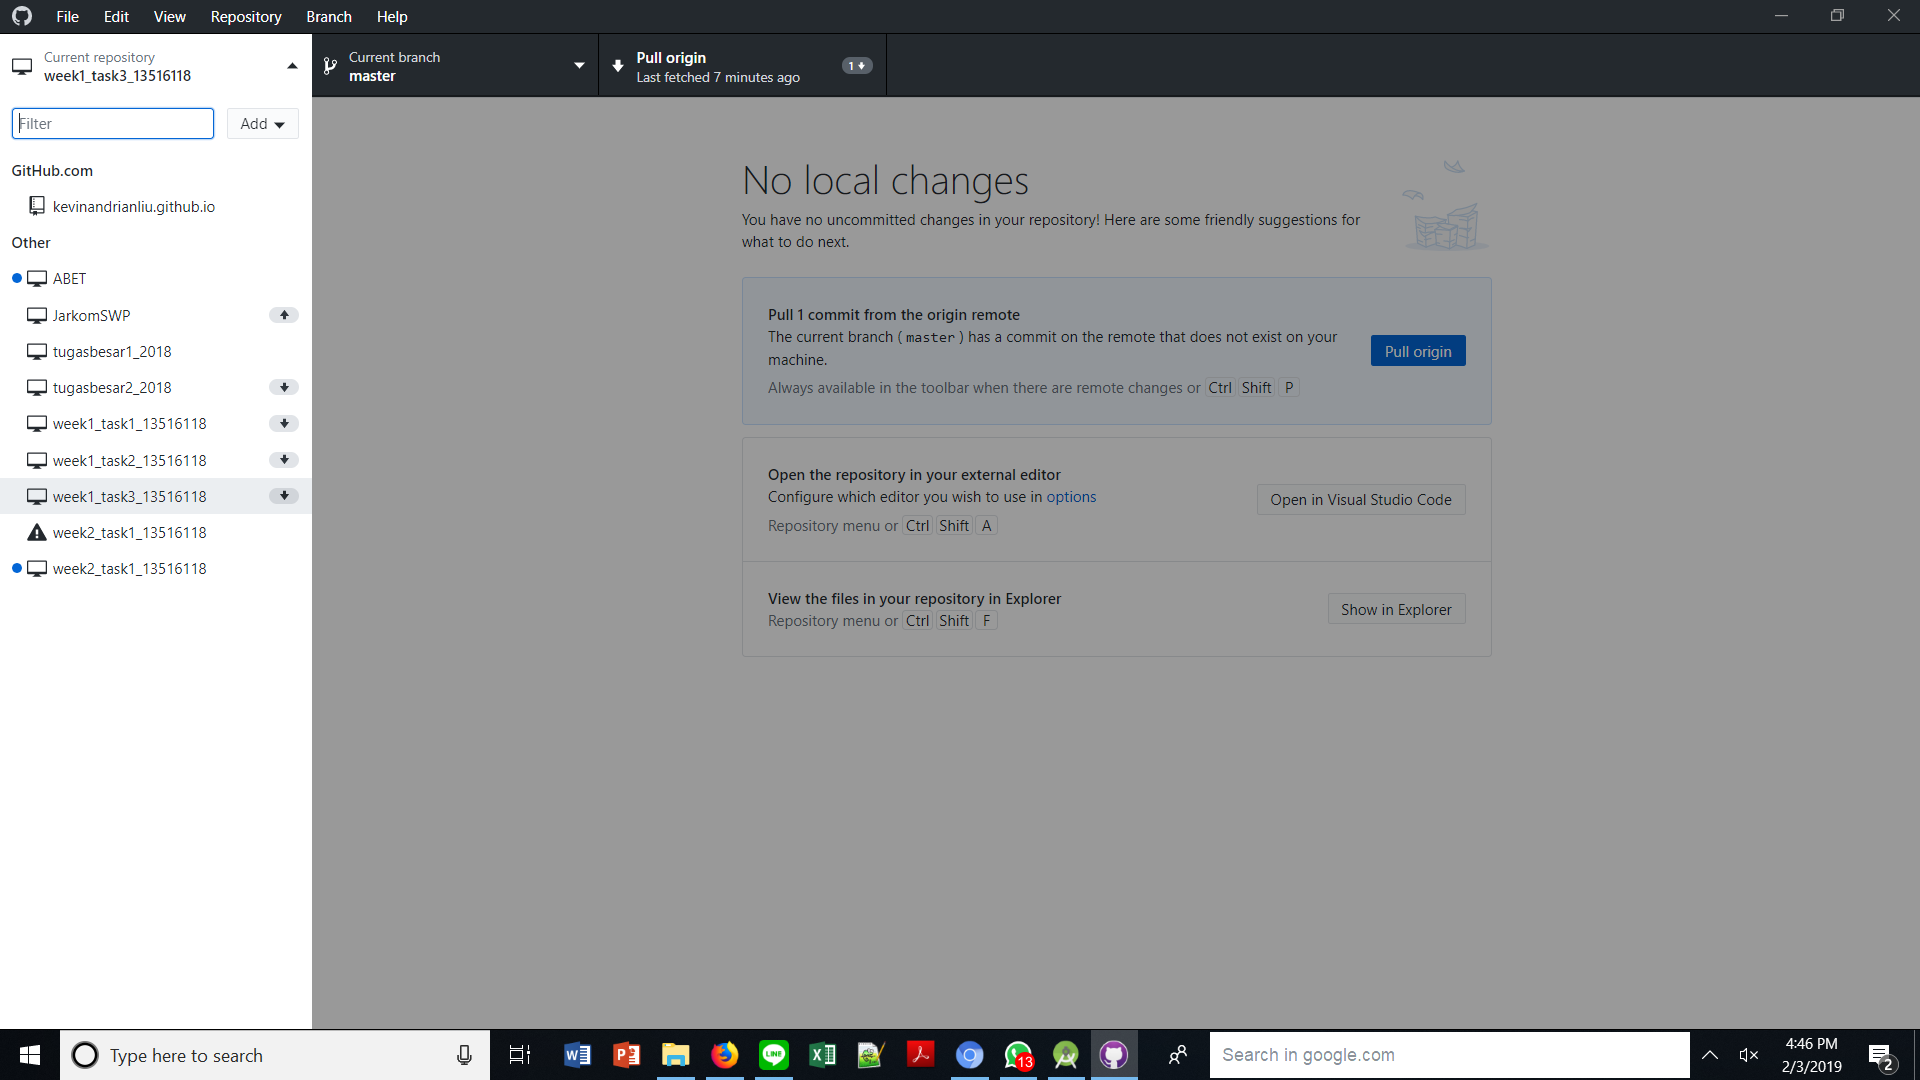 File Edit View Repository Branch Help
Current repository
week1_task3_13516118
Current branch
master
Pull origin
Last fetched 7 minutes ago
1
Filter
Add
GitHub.com
kevinandrianliu.github.io
Other
ABET
JarkomSWP
tugasbesar1_2018
tugasbesar2_2018
week1_task1_13516118
week1_task2_13516118
week1_task3_13516118
week2_task1_13516118
week2_task1_13516118
No local changes
You have no uncommitted changes in your repository! Here are some friendly suggestions for
what to do next.
Pull 1 commit from the origin remote
The current branch ( master ) has a commit on the remote that does not exist on your
machine.
Always available in the toolbar when there are remote changes or Ctrl Shift P
Pull origin
Open the repository in your external editor
Configure which editor you wish to use in options
Repository menu or Ctrl Shift A
Open in Visual Studio Code
View the files in your repository in Explorer
Repository menu or Ctrl Shift F
Show in Explorer
Type here to search
LINE
13
Search in google.com
4:46 PM
2/3/2019
2